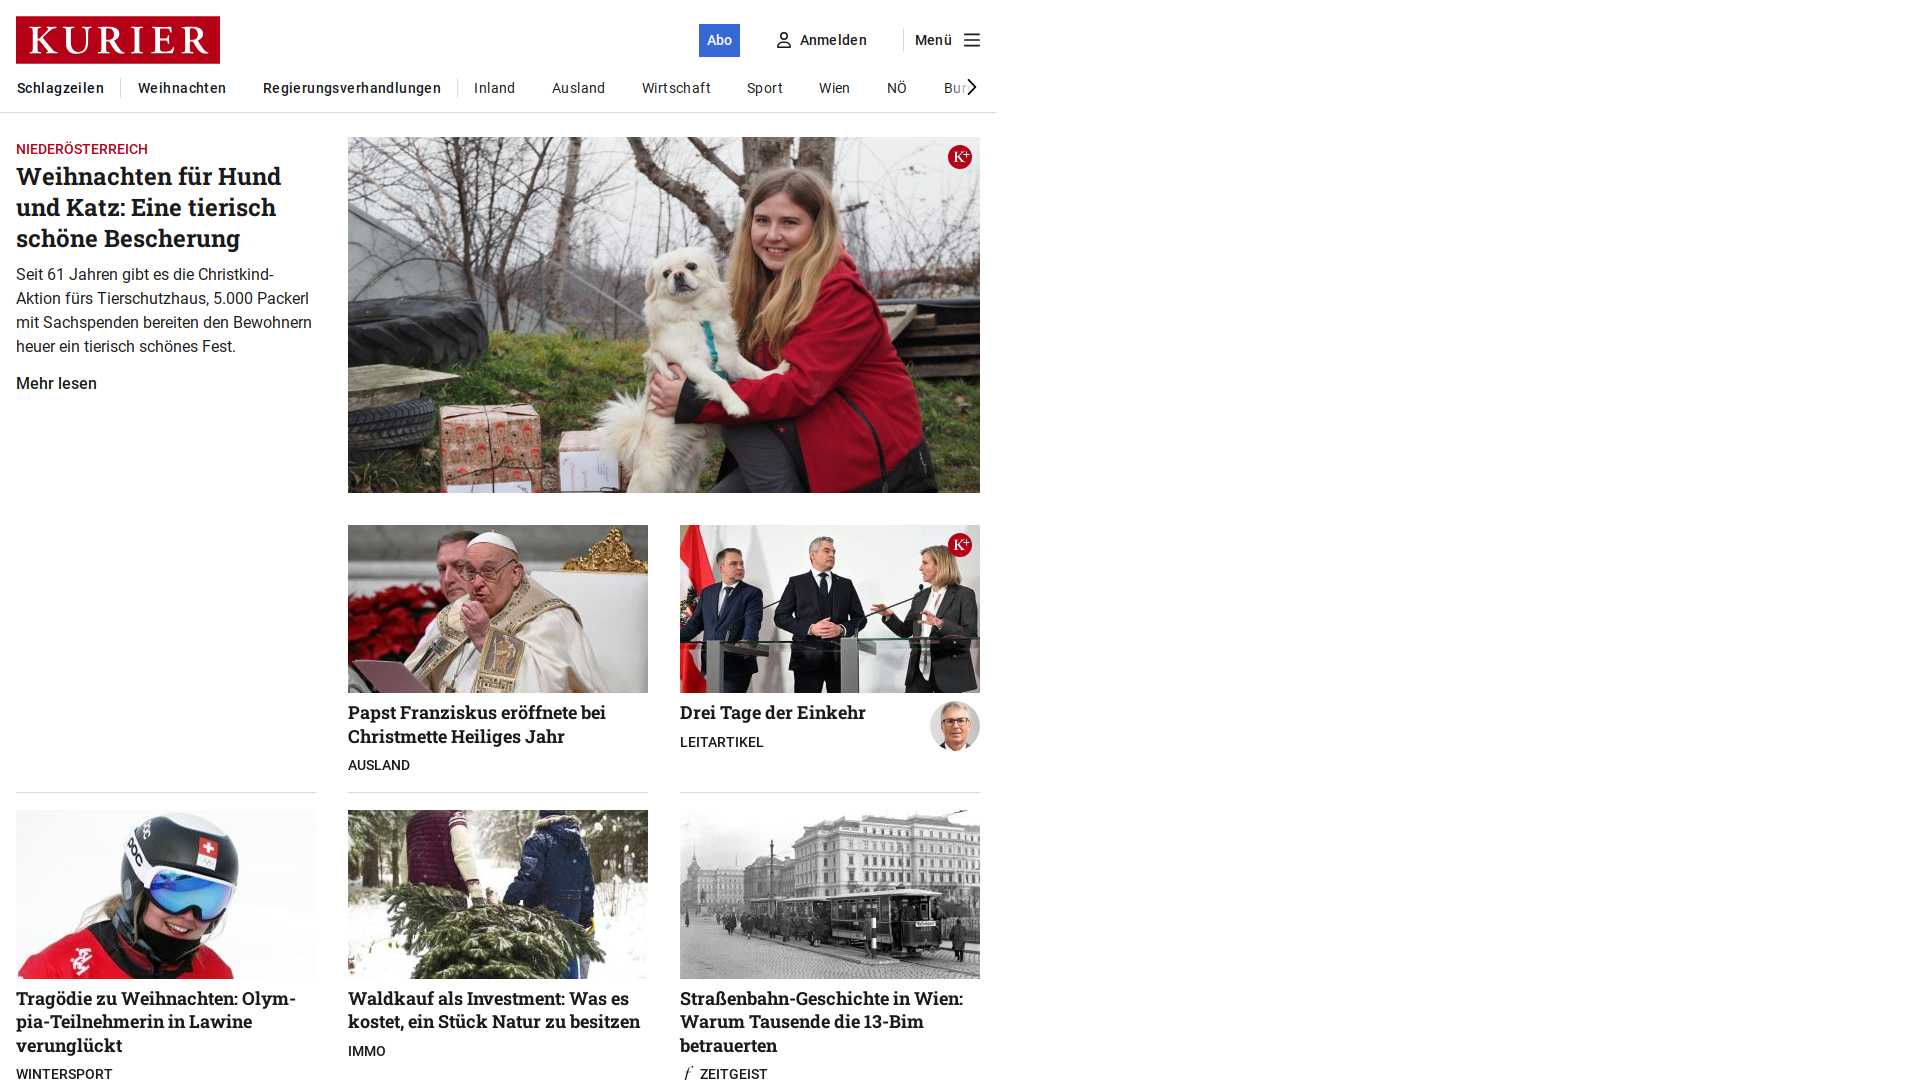 KURIER
Abo
Anmelden
Menü
Schlagzeilen
Weihnachten
Regierungsverhandlungen
Inland
Ausland
Wirtschaft
Sport
Wien
NÖ
NIEDERÖSTERREICH
Weihnachten für Hund
und Katz: Eine tierisch
schöne Bescherung
Seit 61 Jahren gibt es die Christkind-
Aktion fürs Tierschutzhaus, 5.000 Packerl
mit Sachspenden bereiten den Bewohnern
heuer ein tierisch schönes Fest.
Mehr lesen
K+
K+
Papst Franziskus eröffnete bei
Christmette Heiliges Jahr
AUSLAND
Drei Tage der Einkehr
LEITARTIKEL
POC
Tragödie zu Weihnachten: Olym-
pia-Teilnehmerin in Lawine
verunglückt
WINTERSPORT
Waldkauf als Investment: Was es
kostet, ein Stück Natur zu besitzen
IMMO
Straßenbahn-Geschichte in Wien:
Warum Tausende die 13-Bim
betrauerten
f ZEITGEIST